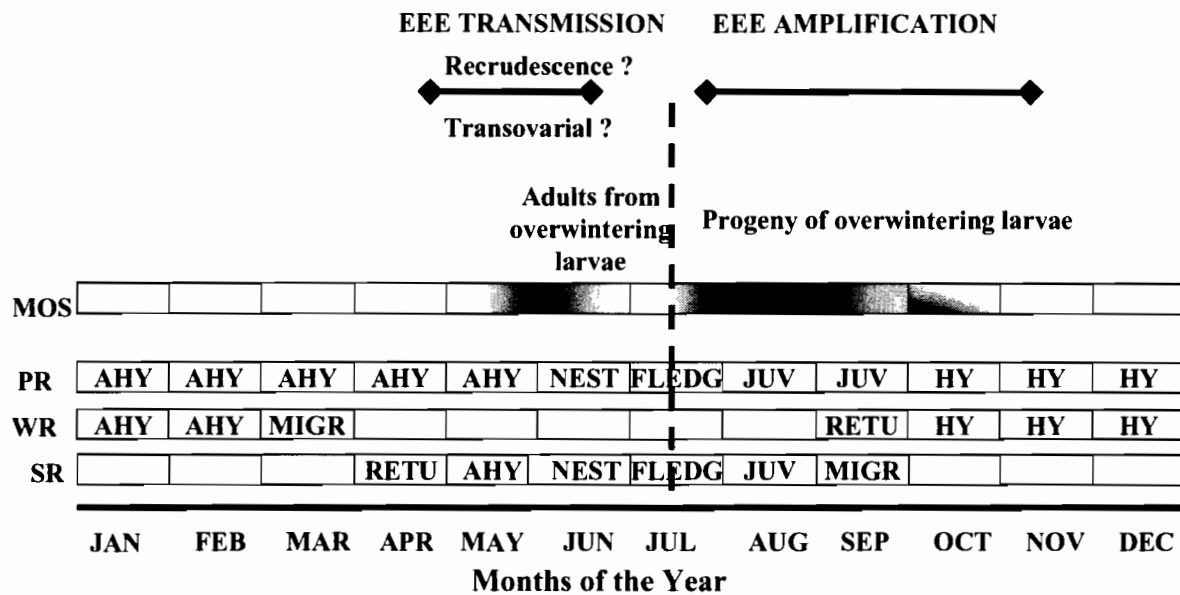 EEE TRANSMISSION EEE AMPLIFICATION
Recrudescence ?
Transovarial ?
Adults from
overwintering
larvae
Progeny of overwintering larvae
MOS
PR AHY AHY AHY AHY AHY NEST FLEDG JUV JUV HY HY HY
WR AHY AHY MIGR RETU HY HY HY
SR RETU AHY NEST FLEDG JUV MIGR
JAN FEB MAR APR MAY JUN JUL AUG SEP OCT NOV DEC
Months of the Year